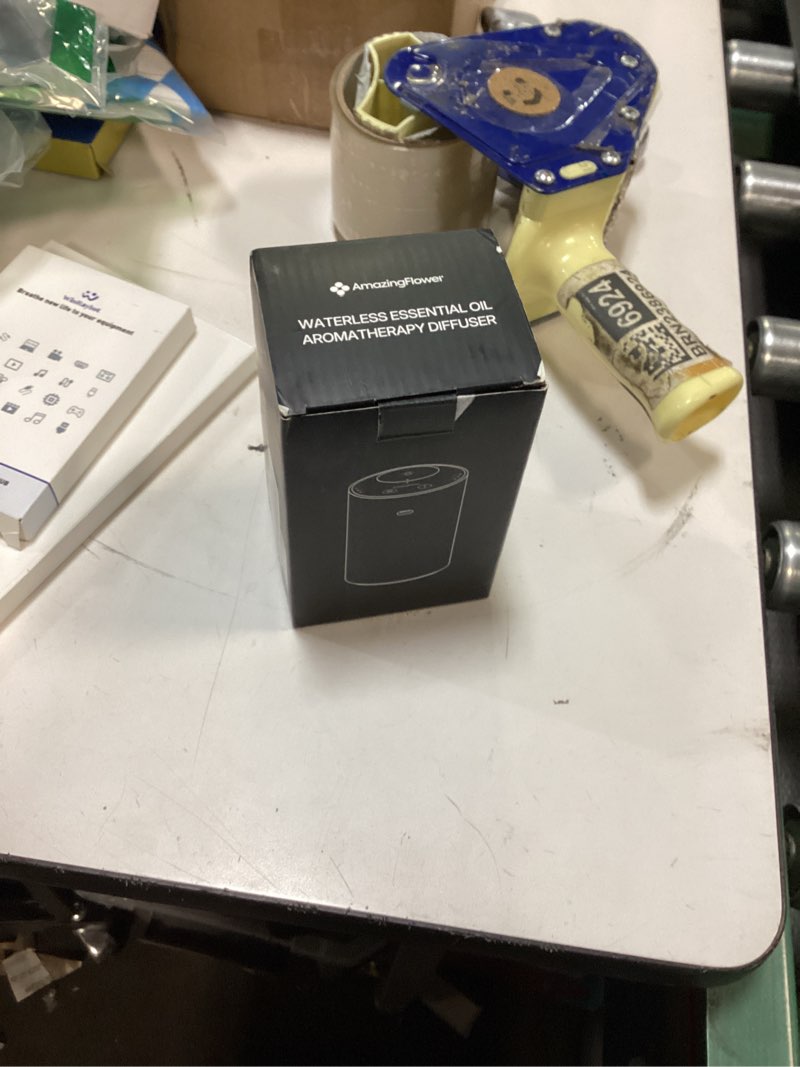 AmazingFlower
WATERLESS ESSENTIAL OIL
AROMATHERAPY DIFFUSER
Breathe new life to your equipment
6924